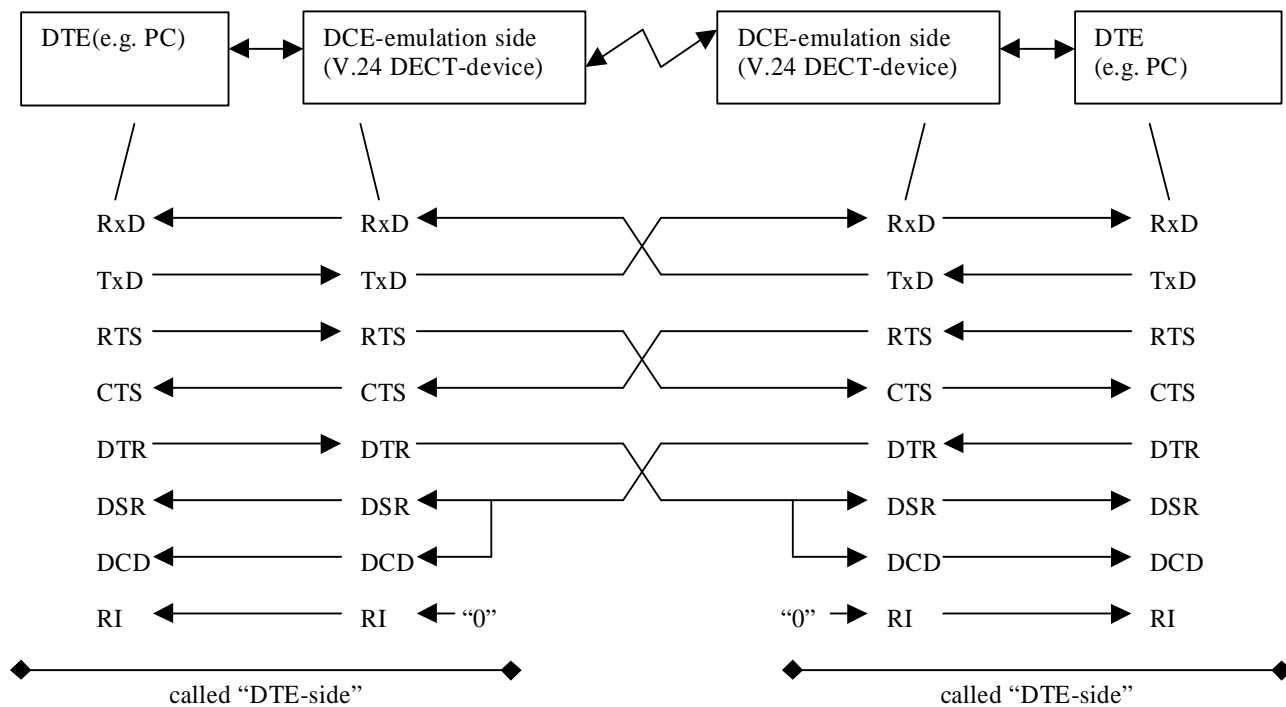 DTE(e.g. PC)
DCE-emulation side
(V.24 DECT-device)
DCE-emulation side
(V.24 DECT-device)
DTE
(e.g. PC)
RxD RxD RxD RxD
TxD TxD TxD TxD
RTS RTS RTS RTS
CTS CTS CTS CTS
DTR DTR DTR DTR
DSR DSR DSR DSR
DCD DCD DCD DCD
RI RI “0” “0” RI RI
called “DTE-side” called “DTE-side”